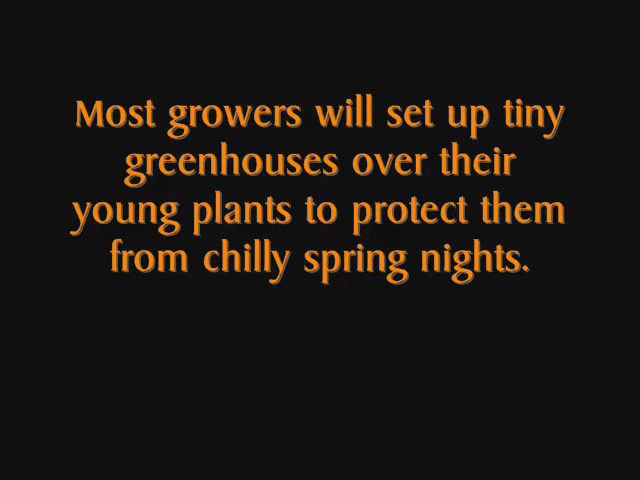 Most growers will set up tiny
greenhouses over their
young plants to protect them
from chilly spring nights.